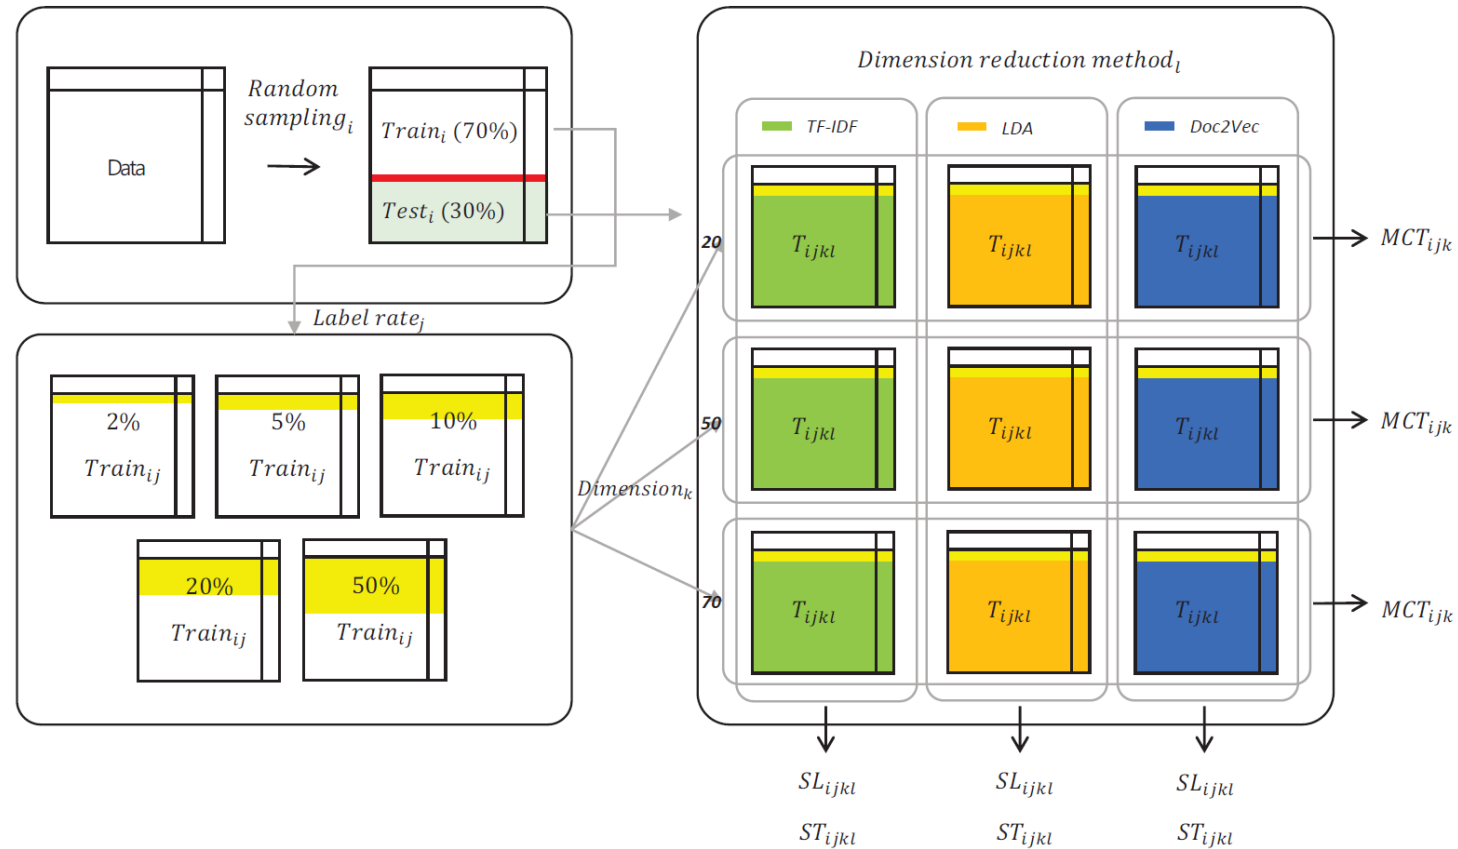 Random
sampling_i
Data
Train_i (70%)
Test_i (30%)
Label rate_j
2%
Train_ij
5%
Train_ij
10%
Train_ij
20%
Train_ij
50%
Train_ij
Dimension_k
Dimension reduction method_l
TF-IDF
LDA
Doc2Vec
20
T_ijkl
T_ijkl
T_ijkl
MCT_ijk
50
T_ijkl
T_ijkl
T_ijkl
MCT_ijk
70
T_ijkl
T_ijkl
T_ijkl
MCT_ijk
SL_ijkl
SL_ijkl
SL_ijkl
ST_ijkl
ST_ijkl
ST_ijkl